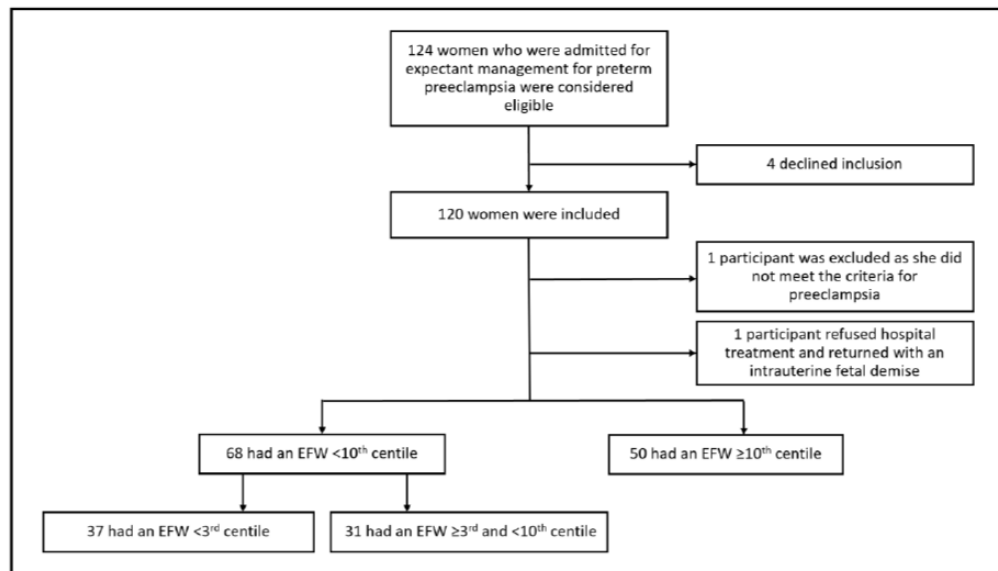 124 women who were admitted for
expectant management for preterm
preeclampsia were considered
eligible
4 declined inclusion
120 women were included
1 participant was excluded as she did
not meet the criteria for
preeclampsia
1 participant refused hospital
treatment and returned with an
intrauterine fetal demise
68 had an EFW <10th centile
50 had an EFW ≥10th centile
37 had an EFW <3rd centile
31 had an EFW ≥3rd and <10th centile